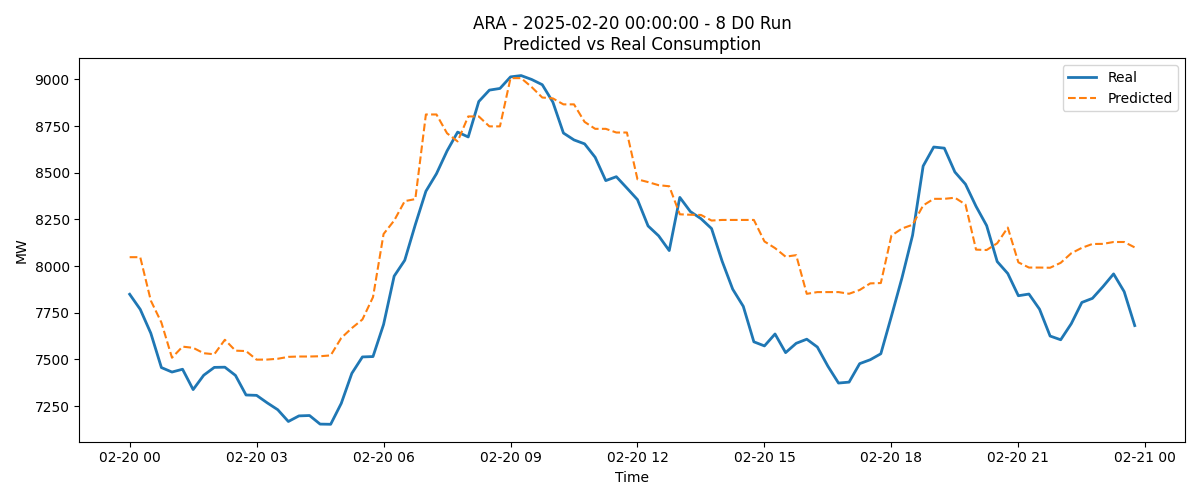 ARA - 2025-02-20 00:00:00 - 8 D0 Run
Predicted vs Real Consumption
Real
Predicted
MW
9000
8750
8500
8250
8000
7750
7500
7250
02-20 00
02-20 03
02-20 06
02-20 09
02-20 12
02-20 15
02-20 18
02-20 21
02-21 00
Time